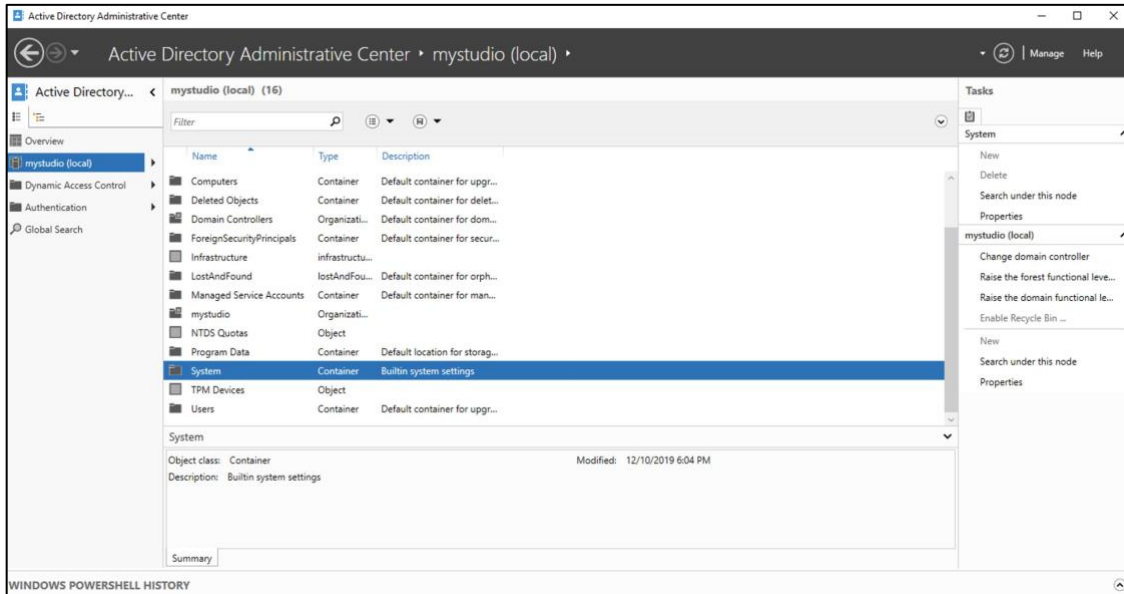 Active Directory Administrative Center
Active Directory Administrative Center • mystudio (local) •
Manage Help
Active Directory...
Overview
mystudio (local)
Dynamic Access Control
Authentication
Global Search
mystudio (local) (16)
Filter
Name Type Description
Computers Container Default container for upgr...
Deleted Objects Container Default container for delet...
Domain Controllers Organizati... Default container for dom...
ForeignSecurityPrincipals Container Default container for secur...
Infrastructure infrastructu...
LostAndFound lostAndFou... Default container for orph...
Managed Service Accounts Container Default container for man...
mystudio Organizati...
NTDS Quotas Object
Program Data Container Default location for storag...
System Container Builtin system settings
TPM Devices Object
Users Container Default container for upgr...
System
Object class: Container Modified: 12/10/2019 6:04 PM
Description: Builtin system settings
Summary
Tasks
System
New
Delete
Search under this node
Properties
mystudio (local)
Change domain controller
Raise the forest functional leve...
Raise the domain functional le...
Enable Recycle Bin ...
New
Search under this node
Properties
WINDOWS POWERSHELL HISTORY